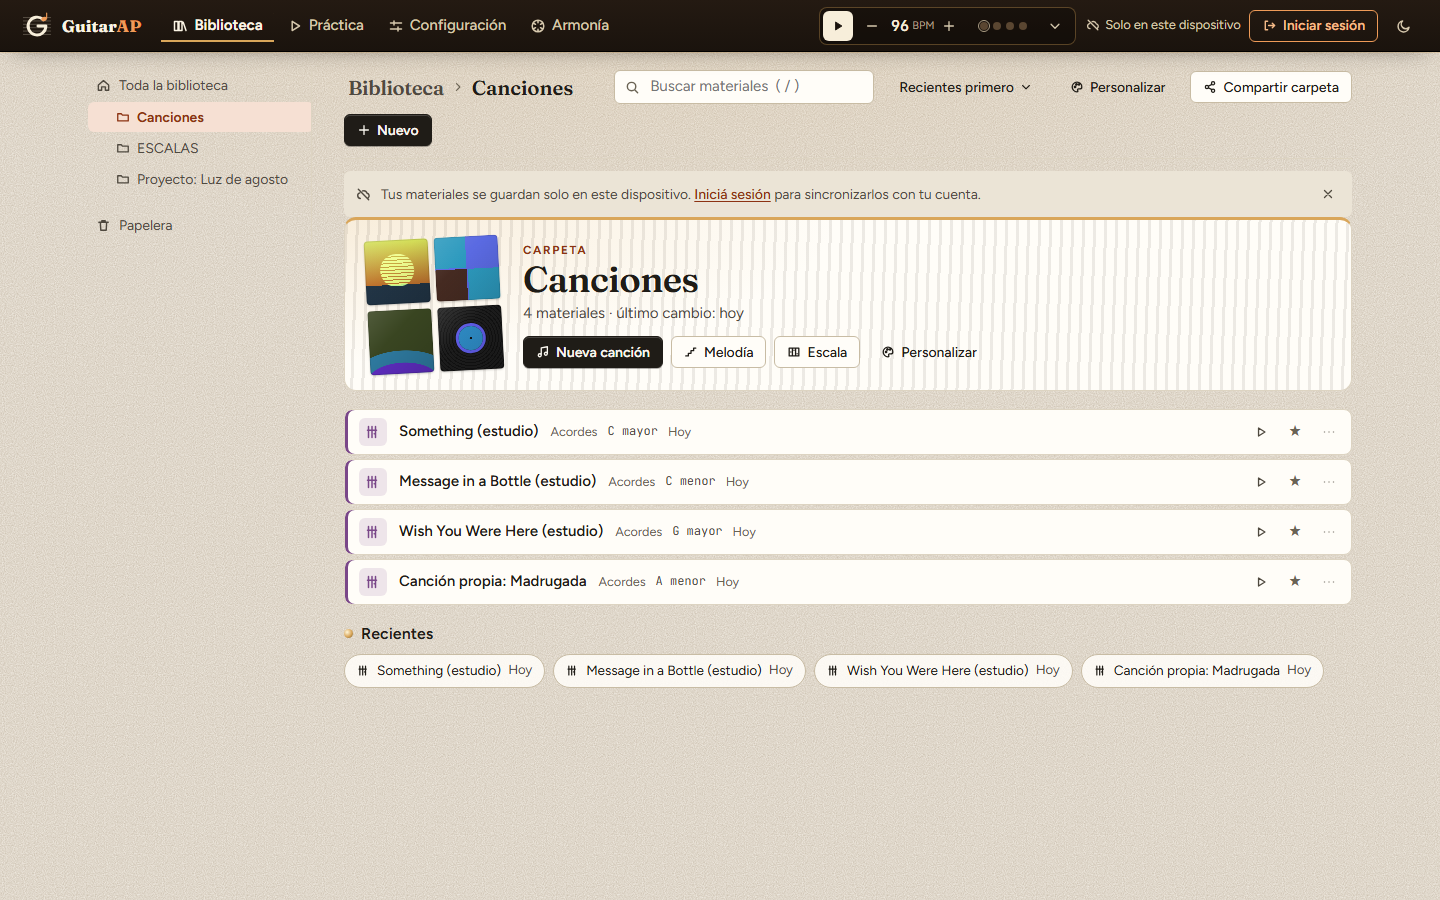 GuitarAP
Biblioteca
Práctica
Configuración
Armonía
96 BPM
Solo en este dispositivo
Iniciar sesión
Toda la biblioteca
Canciones
ESCALAS
Proyecto: Luz de agosto
Papelera
Biblioteca › Canciones
Buscar materiales ( / )
Recientes primero
Personalizar
Compartir carpeta
+ Nuevo
Tus materiales se guardan solo en este dispositivo. Iniciá sesión para sincronizarlos con tu cuenta.
CARPETA
Canciones
4 materiales · último cambio: hoy
Nueva canción
Melodía
Escala
Personalizar
Something (estudio) Acordes C mayor Hoy
Message in a Bottle (estudio) Acordes C menor Hoy
Wish You Were Here (estudio) Acordes G mayor Hoy
Canción propia: Madrugada Acordes A menor Hoy
Recientes
Something (estudio) Hoy
Message in a Bottle (estudio) Hoy
Wish You Were Here (estudio) Hoy
Canción propia: Madrugada Hoy